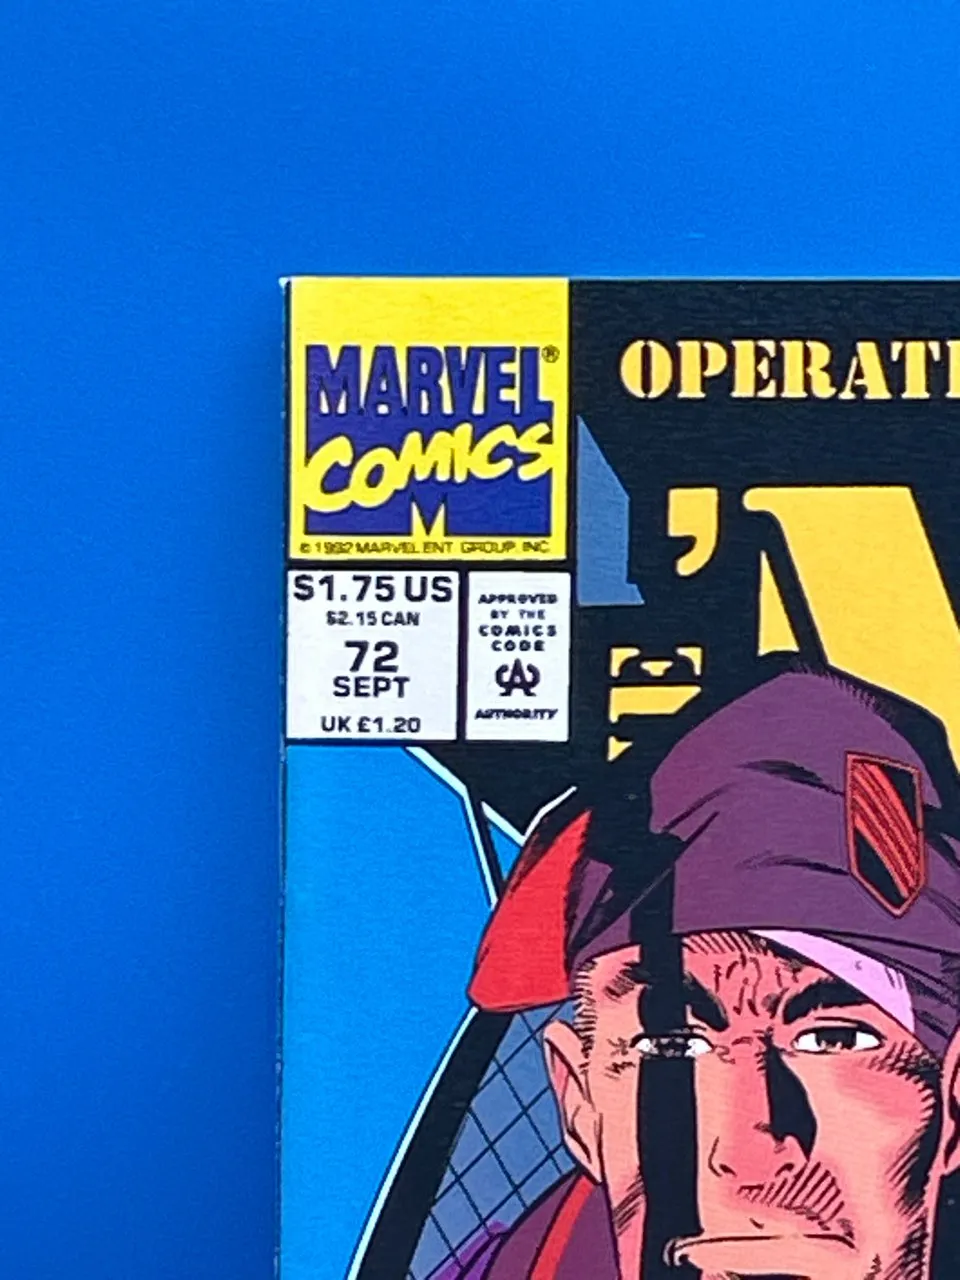 MARVEL®
COMICS
© 1992 MARVEL ENT. GROUP, INC.
$1.75 US
$2.15 CAN
72
SEPT
UK £1.20
APPROVED
BY THE
COMICS
CODE
CA
AUTHORITY
OPERATI
'N